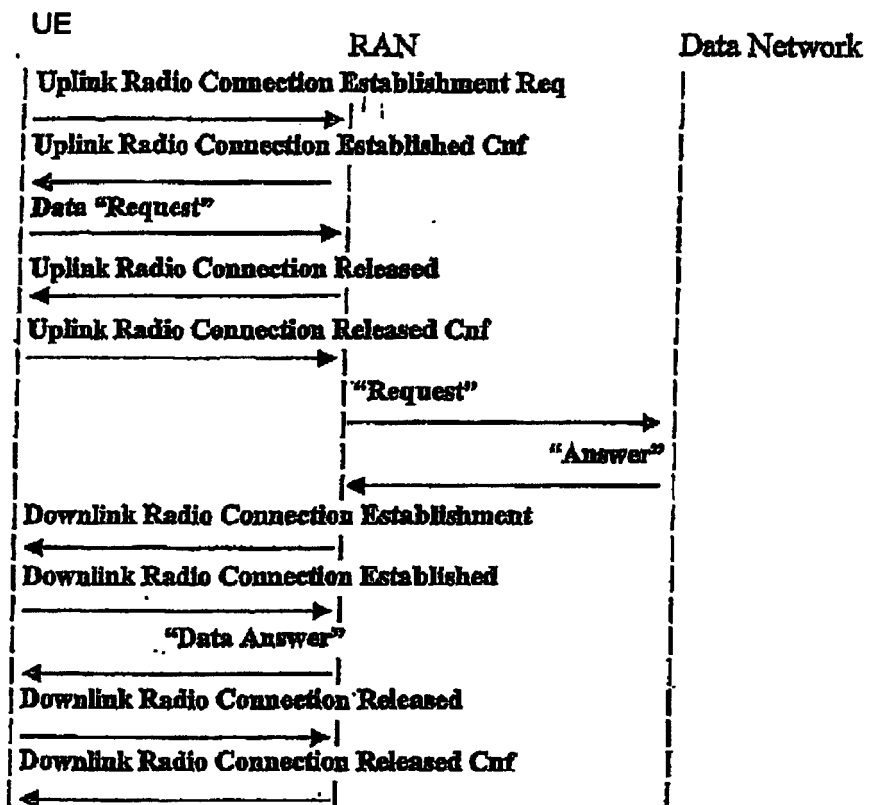 UE
RAN
Data Network
Uplink Radio Connection Establishment Req
Uplink Radio Connection Established Cnf
Data “Request”
Uplink Radio Connection Released
Uplink Radio Connection Released Cnf
“Request”
“Answer”
Downlink Radio Connection Establishment
Downlink Radio Connection Established
“Data Answer”
Downlink Radio Connection Released
Downlink Radio Connection Released Cnf